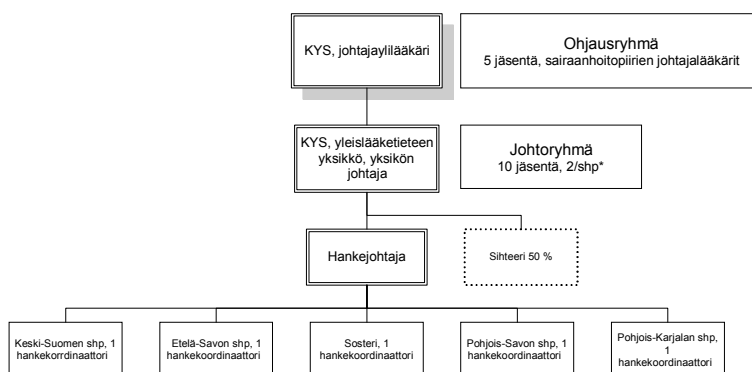 KYS, johtajaylilääkäri
Ohjausryhmä
5 jäsentä, sairaanhoitopiirien johtajalääkärit
KYS, yleislääketieteen
yksikkö, yksikön
johtaja
Johtoryhmä
10 jäsentä, 2/shp*
Hankejohtaja
Sihteeri 50 %
Keski-Suomen shp, 1
hankekorrdinaattori
Etelä-Savon shp, 1
hankekoordinaattori
Sosteri, 1
hankekoordinaattori
Pohjois-Savon shp, 1
hankekoordinaattori
Pohjois-Karjalan shp,
1
hankekoordinaattori